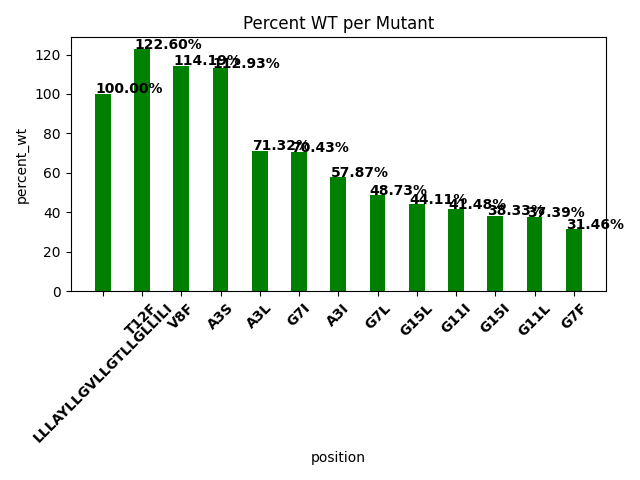 Percent WT per Mutant
percent_wt
120
100
80
60
40
20
0
100.00%
122.60%
114.19%
112.93%
71.32%
70.43%
57.87%
48.73%
44.11%
41.48%
38.33%
37.39%
31.46%
LLLAYLLGVLLGTLLGLLILI
T12F
V8F
A3S
A3L
G7I
A3I
G7L
G15L
G11I
G15I
G11L
G7F
position